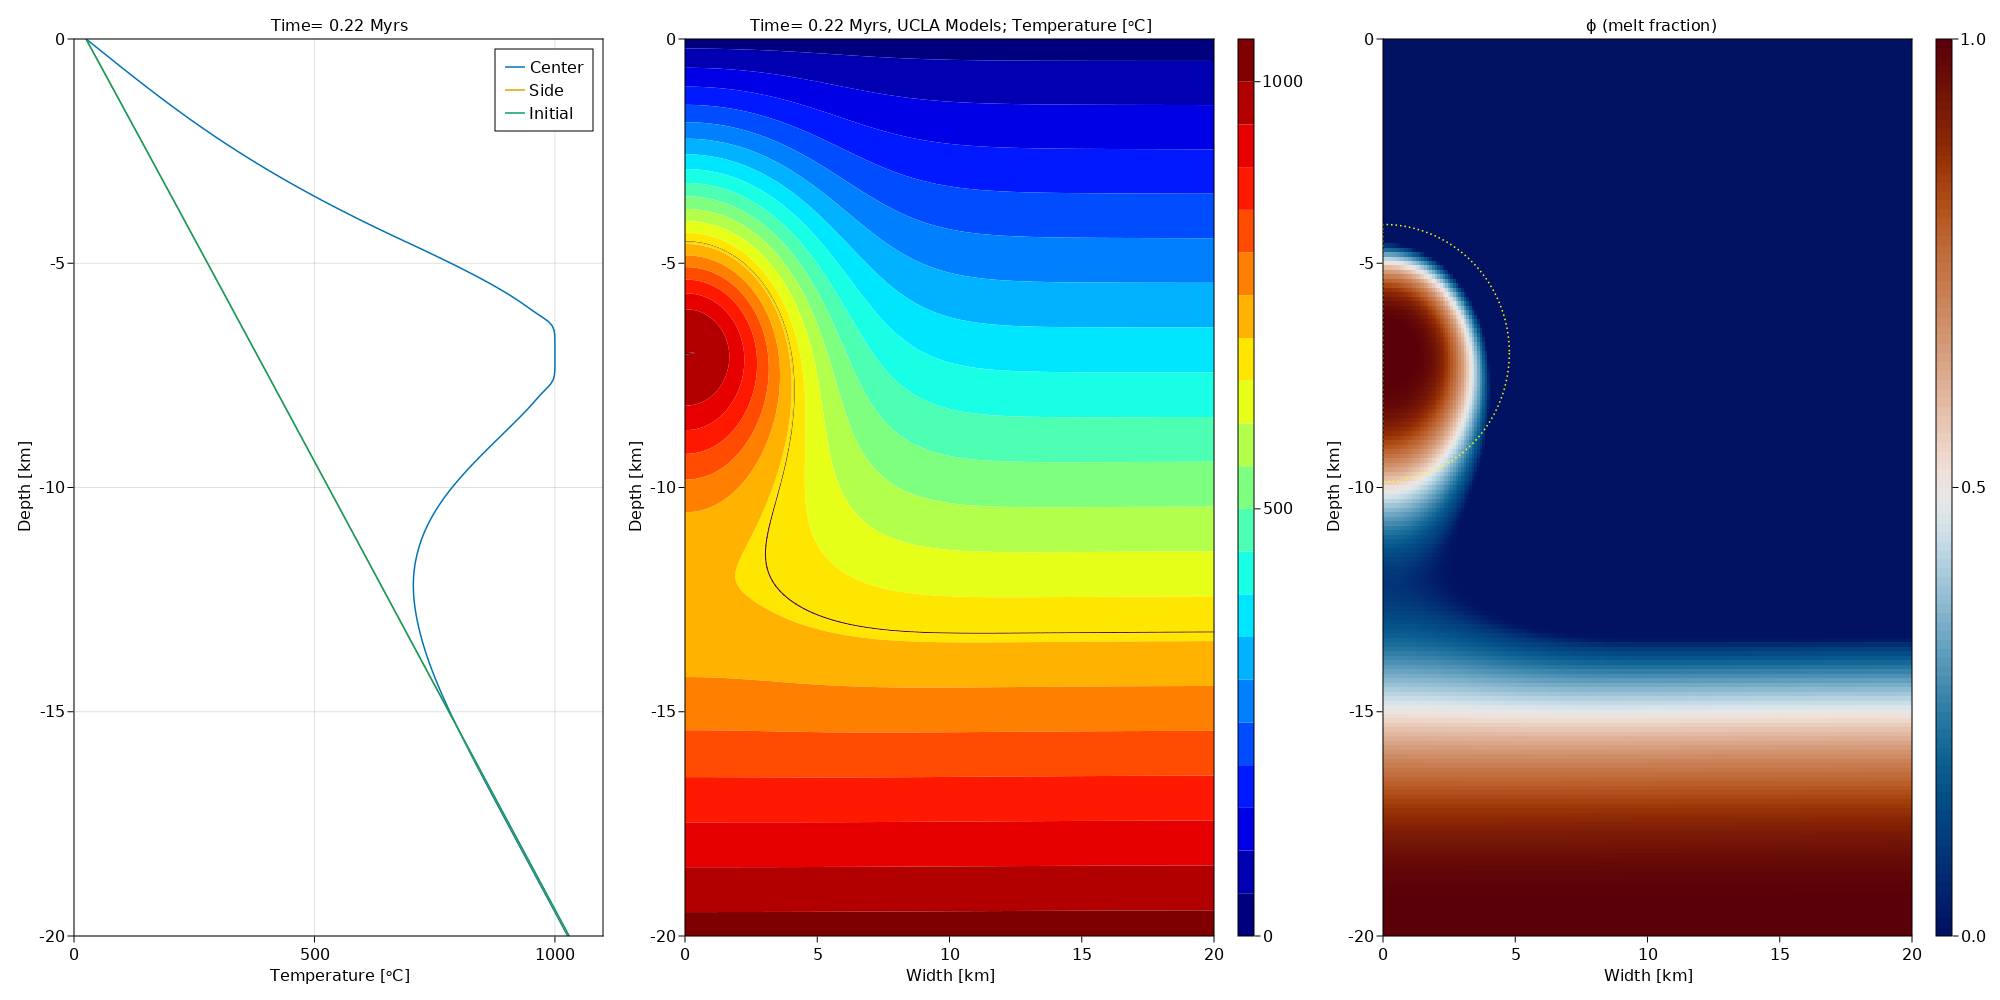 Time= 0.22 Myrs
0
-5
-10
-15
-20
Depth [km]
0
500
1000
Temperature [ᵒC]
Center
Side
Initial
Time= 0.22 Myrs, UCLA Models; Temperature [ᵒC]
0
-5
-10
-15
-20
Depth [km]
0
5
10
15
20
Width [km]
1000
500
0
ϕ (melt fraction)
0
-5
-10
-15
-20
Depth [km]
0
5
10
15
20
Width [km]
1.0
0.5
0.0